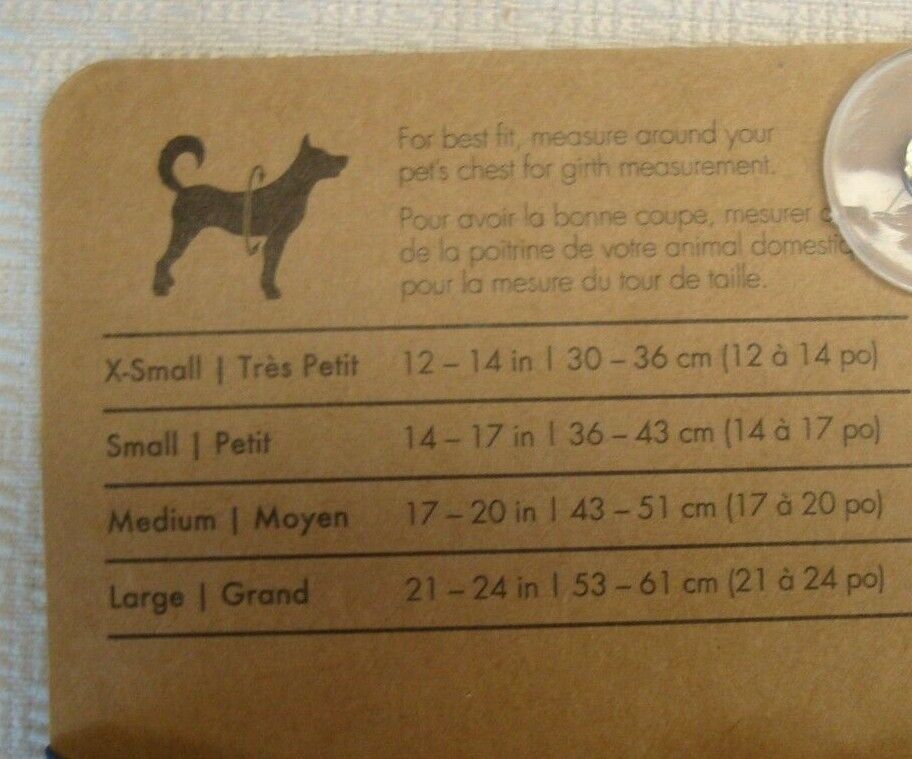 For best fit, measure around your
pet's chest for girth measurement.
Pour avoir la bonne coupe, mesurer
de la poitrine de votre animal
pour la mesure du tour de taille.
X-Small | Très Petit 12 – 14 in | 30 – 36 cm (12 à 14 po)
Small | Petit 14 – 17 in | 36 – 43 cm (14 à 17 po)
Medium | Moyen 17 – 20 in | 43 – 51 cm (17 à 20 po)
Large | Grand 21 – 24 in | 53 – 61 cm (21 à 24 po)